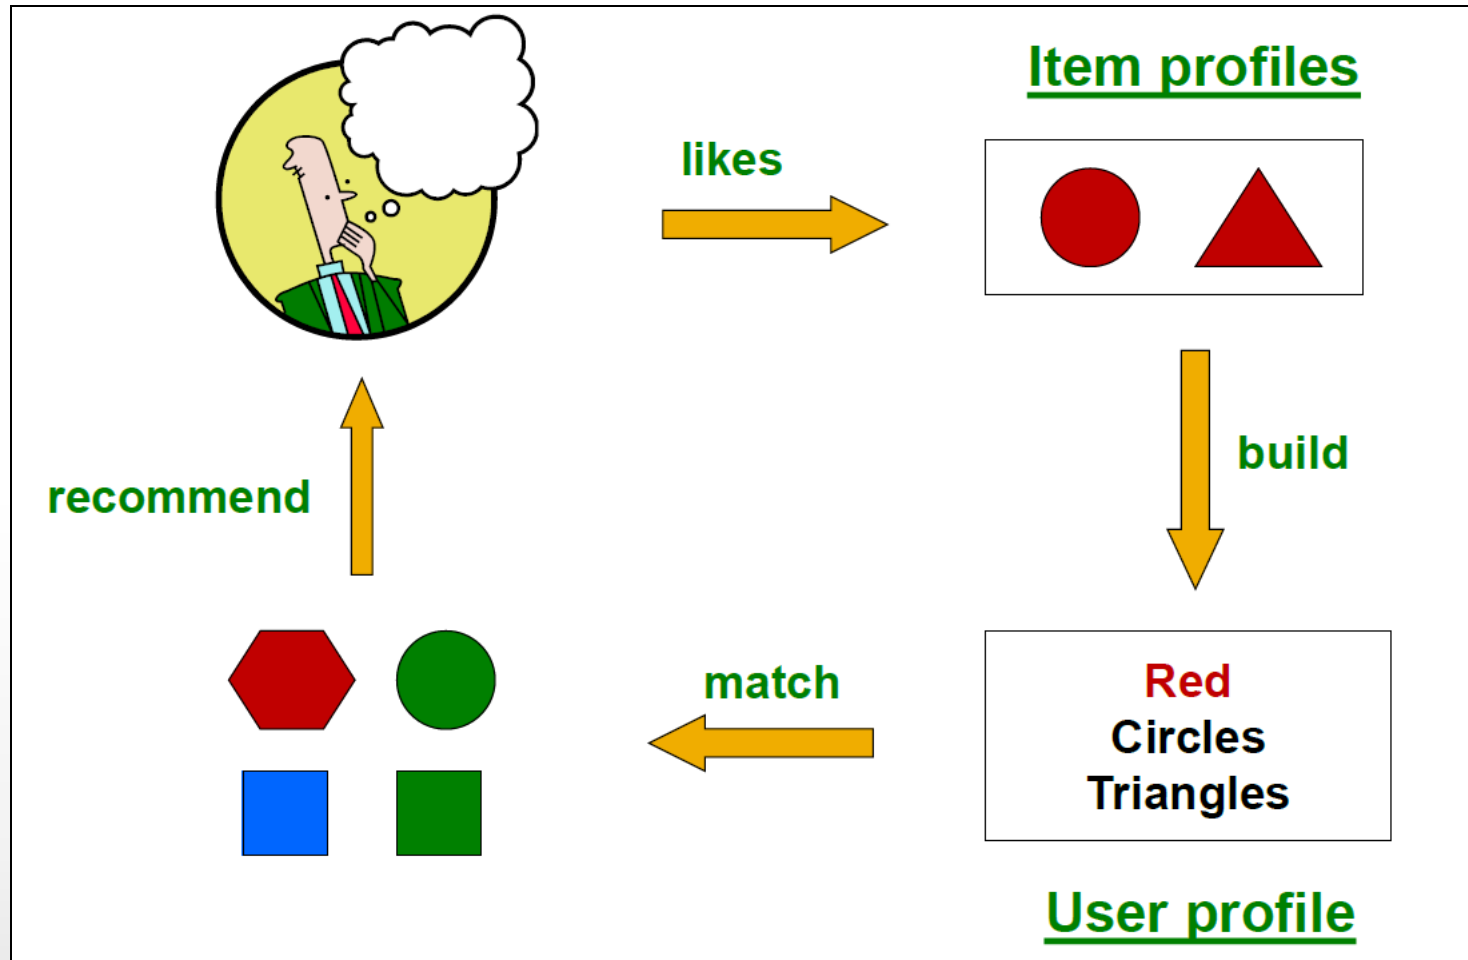 Item profiles
likes
build
recommend
match
Red
Circles
Triangles
User profile